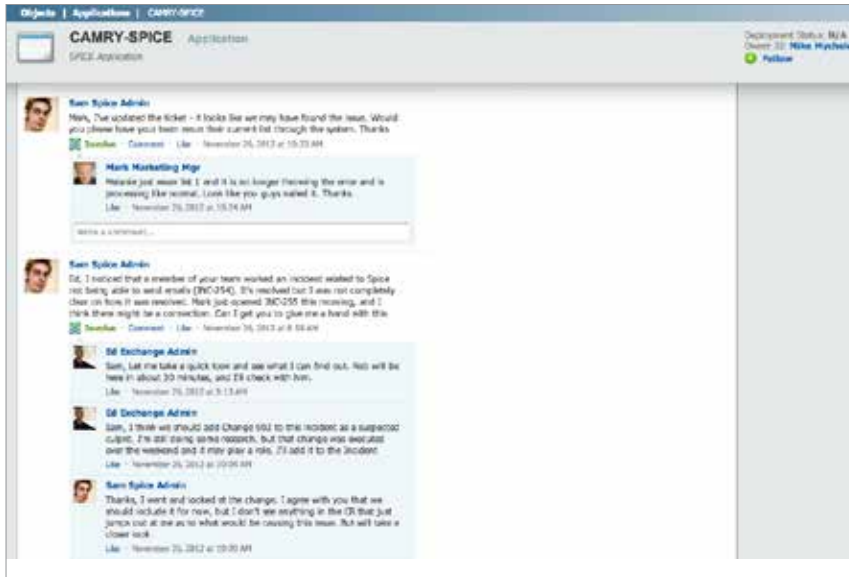 Objects | Applications | CAMRY-SPICE
CAMRY-SPICE Application
SPICE Application
Deployment Status: N/A
Owner ID: Mike
Follow
Sam Spice Admin
Mark, I've updated the ticket - it looks like we may have found the issue. Would
you please have your team rerun their current list through the system. Thanks
Comment · Like · November 26, 2012 at 10:23 AM
Mark Marketing Mgr
Melanie just reran list 1 and it is no longer throwing the error and is
processing like normal. Look like you guys nailed it. Thanks.
Like · November 26, 2012 at 10:24 AM
Write a comment...
Sam Spice Admin
Ed, I noticed that a member of your team worked an incident related to Spice
not being able to send emails (INC-254). It's resolved but I was not completely
clear on how it was resolved. Mark just opened INC-255 this morning, and I
think there might be a connection. Can I get you to give me a hand with this
Comment · Like · November 26, 2012 at AM
Ed Exchange Admin
Sam, Let me take a quick look and see what I can find out. Rob will be
here in about 30 minutes, and I'll check with him.
Like · November 26, 2012 at 9:13 AM
Ed Exchange Admin
Sam, I think we should add Change to this incident as a suspected
culprit. I'm still doing some research, but that change was executed
over the weekend and it may play a role. I'll add it to the Incident
Like · November 26, 2012 at AM
Sam Spice Admin
Thanks, I went and looked at the change. I agree with you that we
should include it for now, but I don't see anything in the CR that just
jumps out at me as to what would be causing this issue. But will take a
closer look
Like · November 26, 2012 at AM